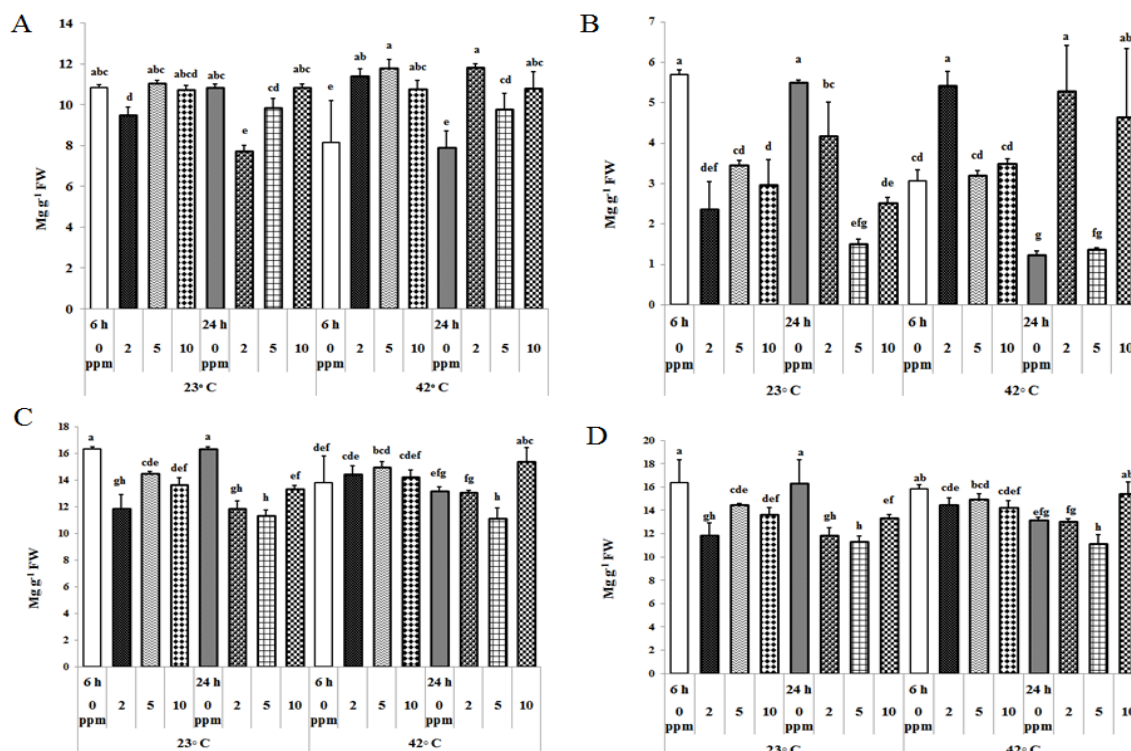 A
Mg g-1 FW
14
12
10
8
6
4
2
0
abc d abc abcd abc e cd abc e ab a abc e a cd abc
6 h 24 h 6 h 24 h
0 2 5 10 0 2 5 10 0 2 5 10 0 2 5 10
ppm ppm ppm ppm
23° C 42° C
B
Mg g-1 FW
7
6
5
4
3
2
1
0
a def cd d a bc efg de cd a cd cd g a fg ab
6 h 24 h 6 h 24 h
0 2 5 10 0 2 5 10 0 2 5 10 0 2 5 10
ppm ppm ppm ppm
23° C 42° C
C
Mg g-1 FW
18
16
14
12
10
8
6
4
2
0
a gh cde def a gh h ef def cde bcd cdef efg fg h abc
6 h 24 h 6 h 24 h
0 2 5 10 0 2 5 10 0 2 5 10 0 2 5 10
ppm ppm ppm ppm
23° C 42° C
D
Mg g-1 FW
20
18
16
14
12
10
8
6
4
2
0
a gh cde def a gh h ef ab cde bcd cdef efg fg h ab
6 h 24 h 6 h 24 h
0 2 5 10 0 2 5 10 0 2 5 10 0 2 5 10
ppm ppm ppm ppm
23° C 42° C